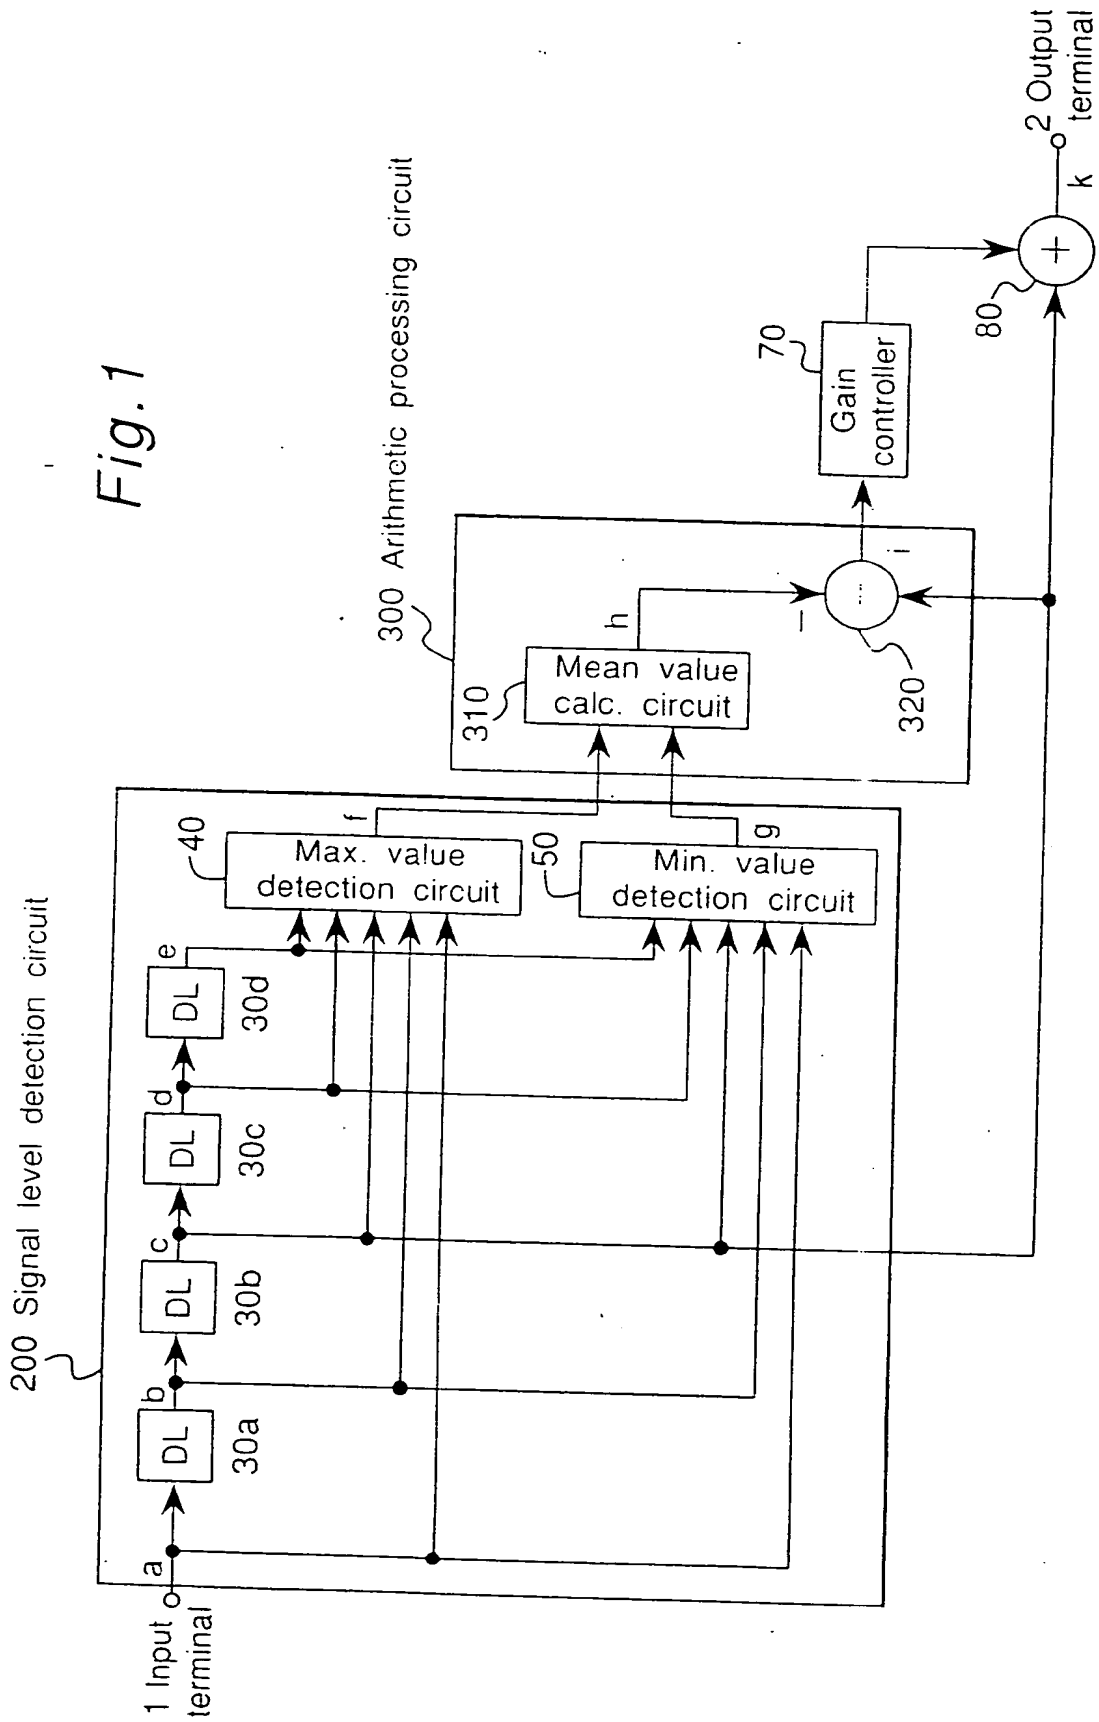 Fig. 1
200 Signal level detection circuit
1 Input
terminal
a
DL
30a
b
DL
30b
c
DL
30c
d
DL
30d
e
40
Max. value
detection circuit
f
50
Min. value
detection circuit
g
300 Arithmetic processing circuit
310
Mean value
calc. circuit
h
−
320
i
70
Gain
controller
80
+
k
2 Output
terminal